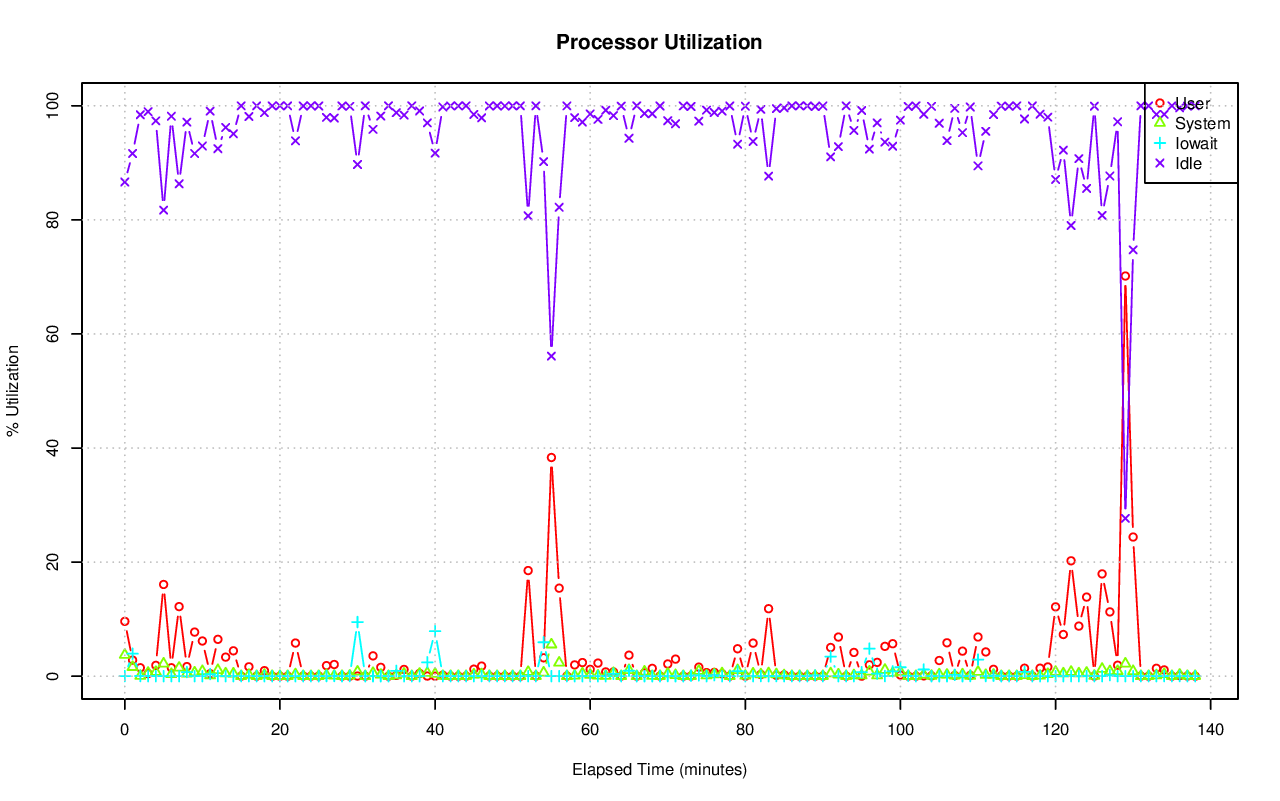 Processor Utilization
100
80
60
40
20
0
% Utilization
User
System
Iowait
Idle
0 20 40 60 80 100 120 140
Elapsed Time (minutes)